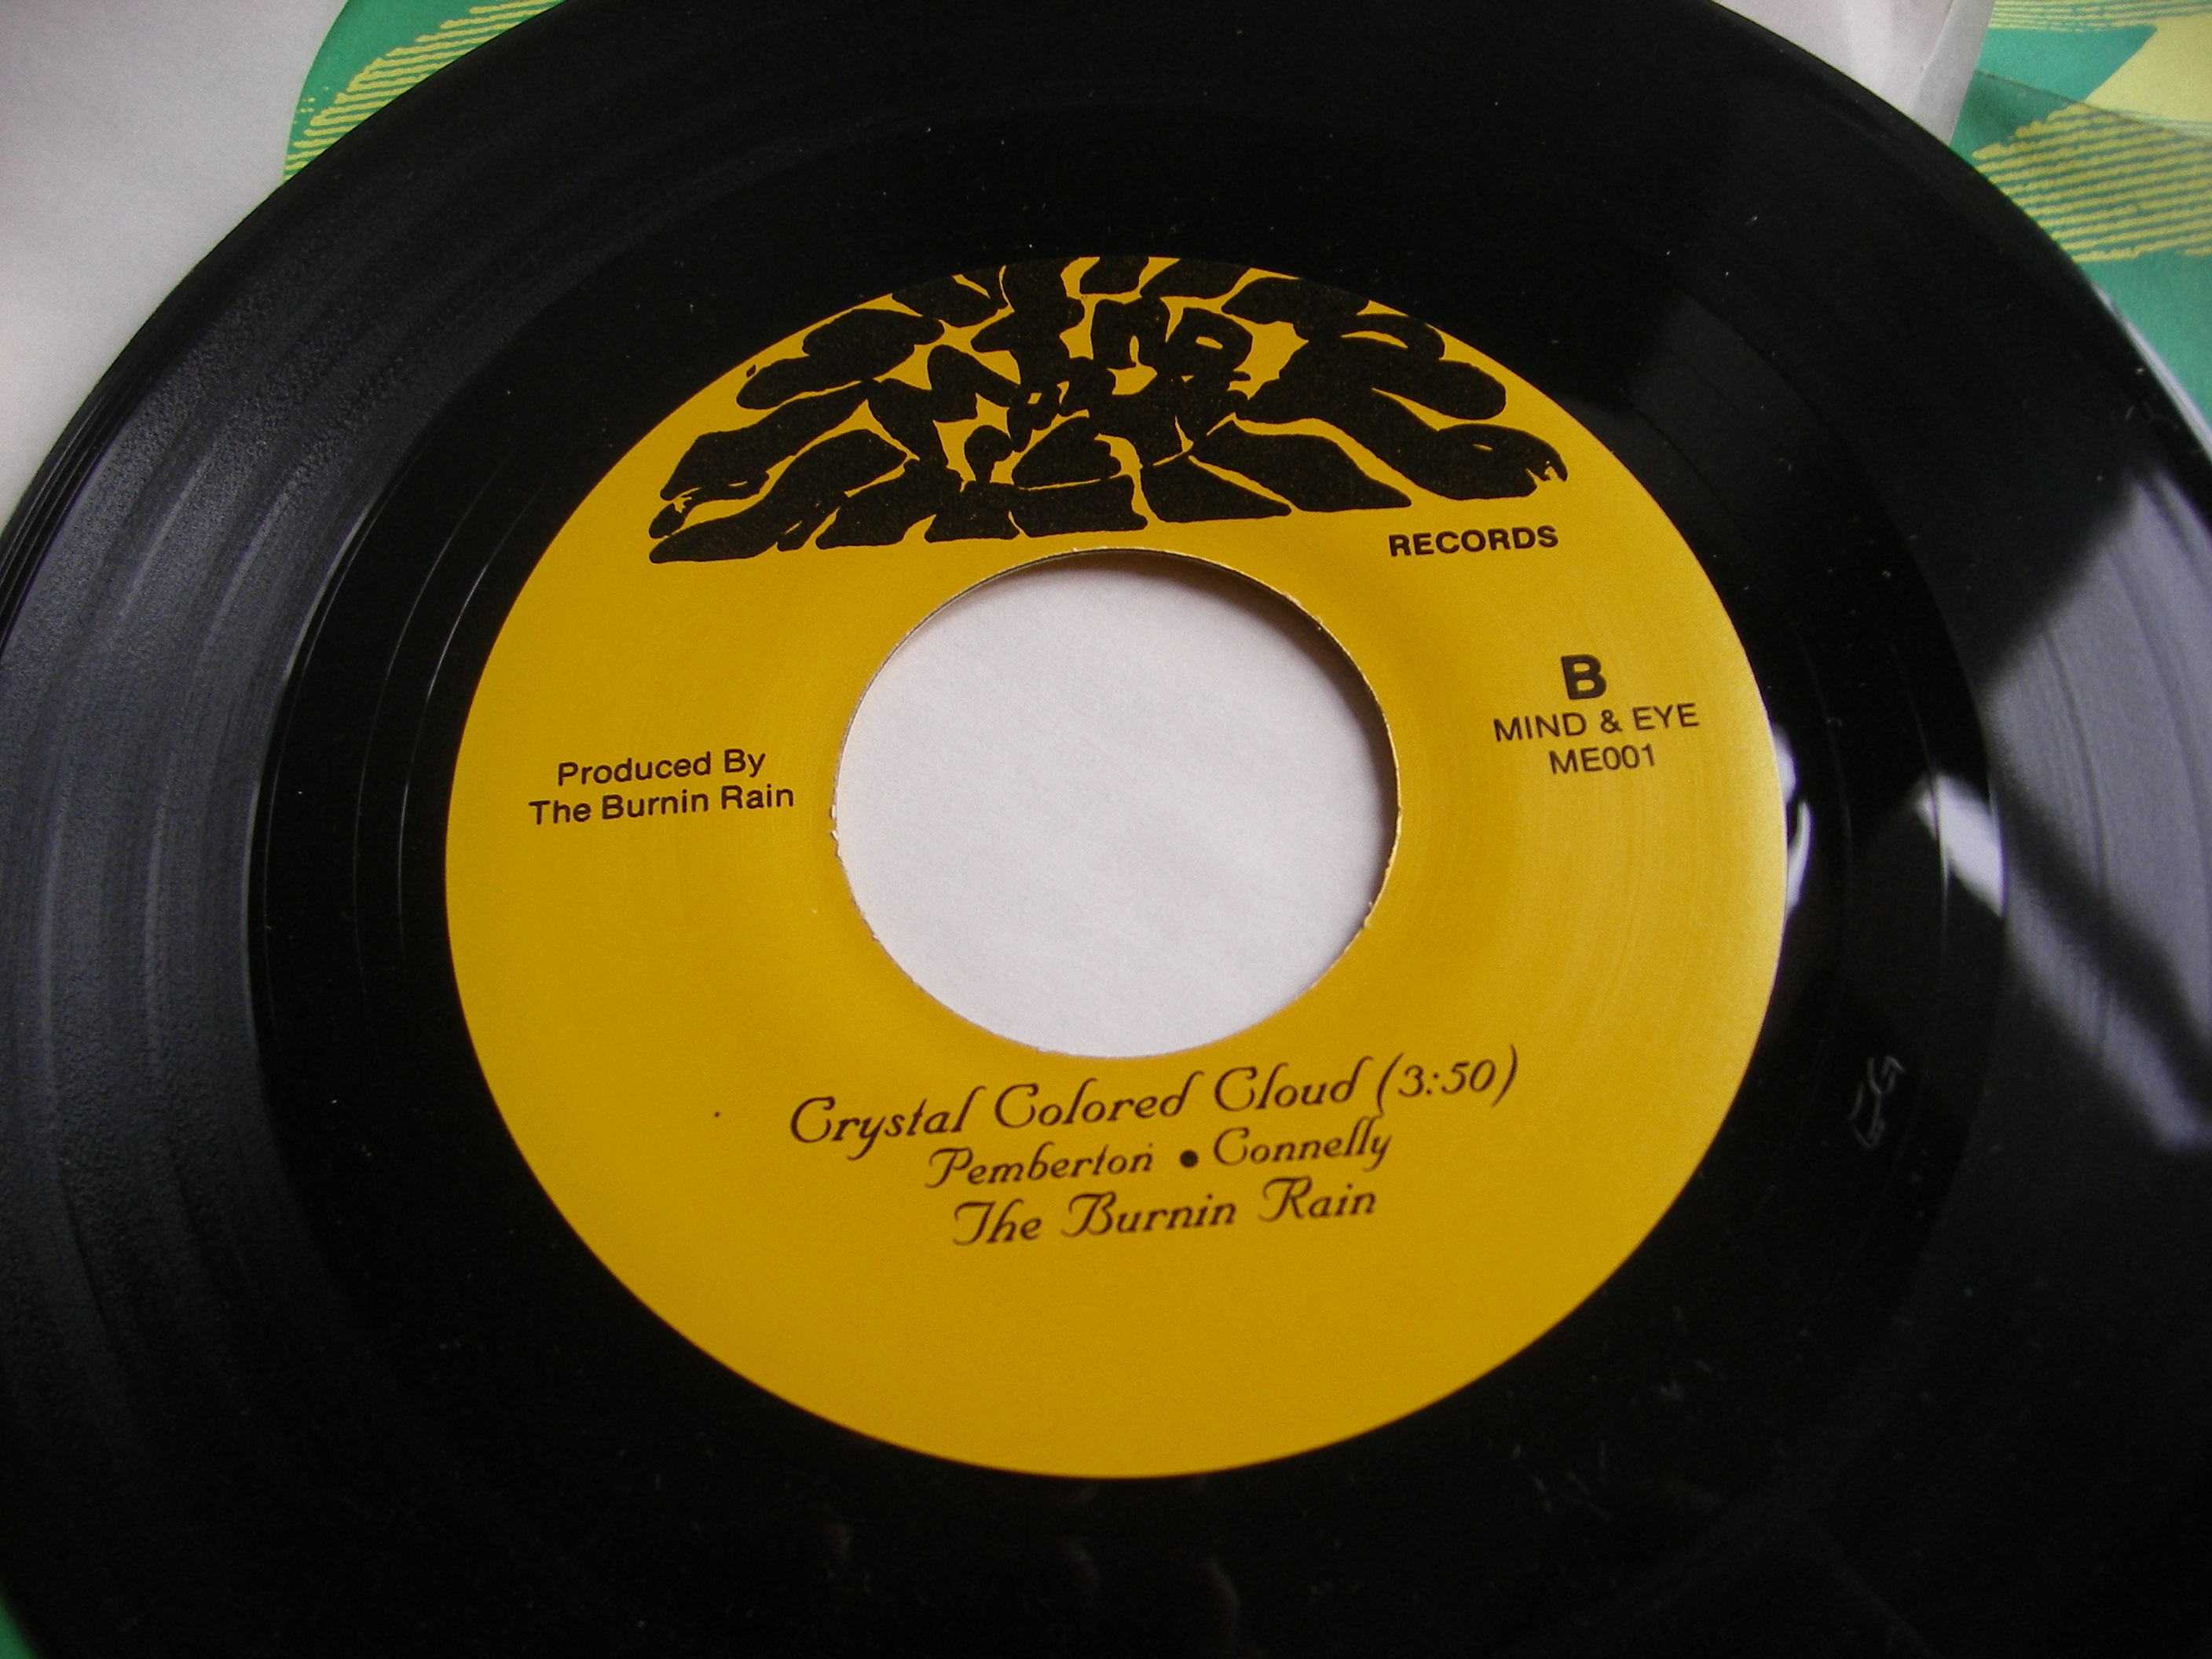 RECORDS
B
MIND & EYE
ME001
Produced By
The Burnin Rain
Crystal Colored Cloud (3:50)
Pemberton • Connelly
The Burnin Rain